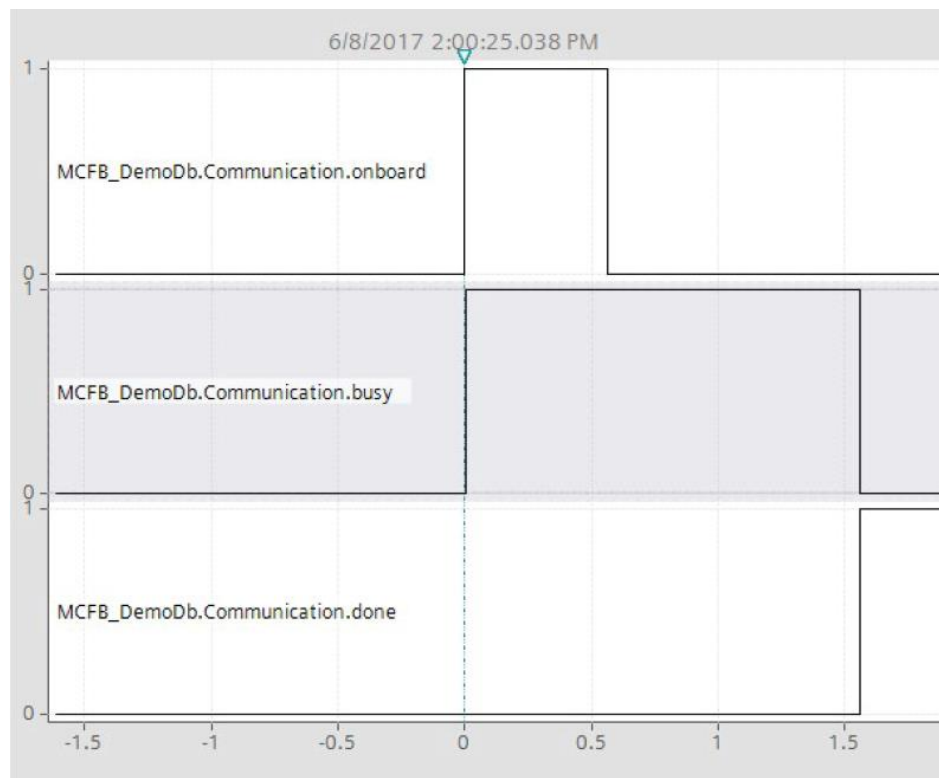 6/8/2017 2:00:25.038 PM
1
MCFB_DemoDb.Communication.onboard
0
1
MCFB_DemoDb.Communication.busy
0
1
MCFB_DemoDb.Communication.done
0
-1.5 -1 -0.5 0 0.5 1 1.5